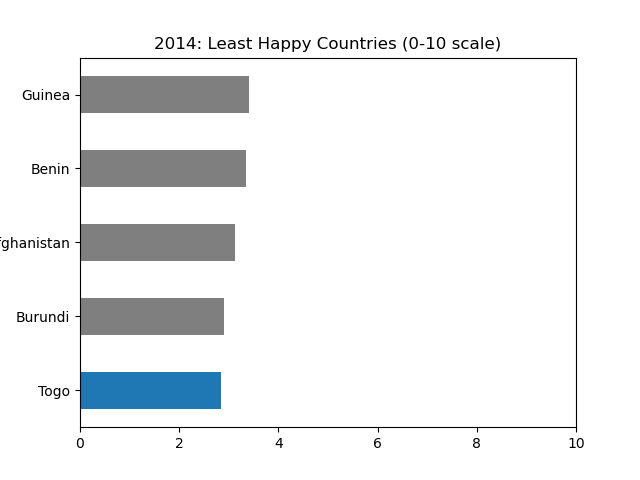 2014: Least Happy Countries (0-10 scale)
Guinea
Benin
fghanistan
Burundi
Togo
0 2 4 6 8 10